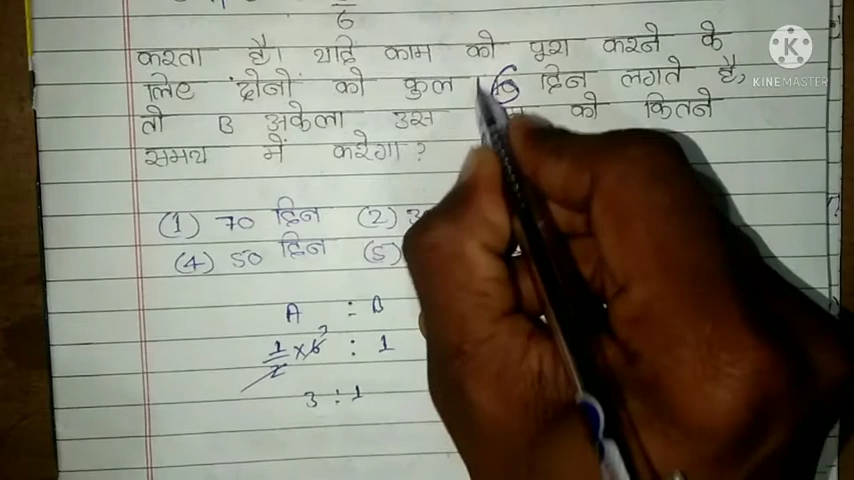 6
करता है। यदि काम को पूरा करने के
लिए दोनों को कुल दिन लगते है,
तो B अकेला उस को कितने
समय में करेगा?
(1) 70 दिन (2)
(4) 50 दिन (5)
A : B
1/2 × 6 3 : 1
3 : 1
K
KINEMASTER